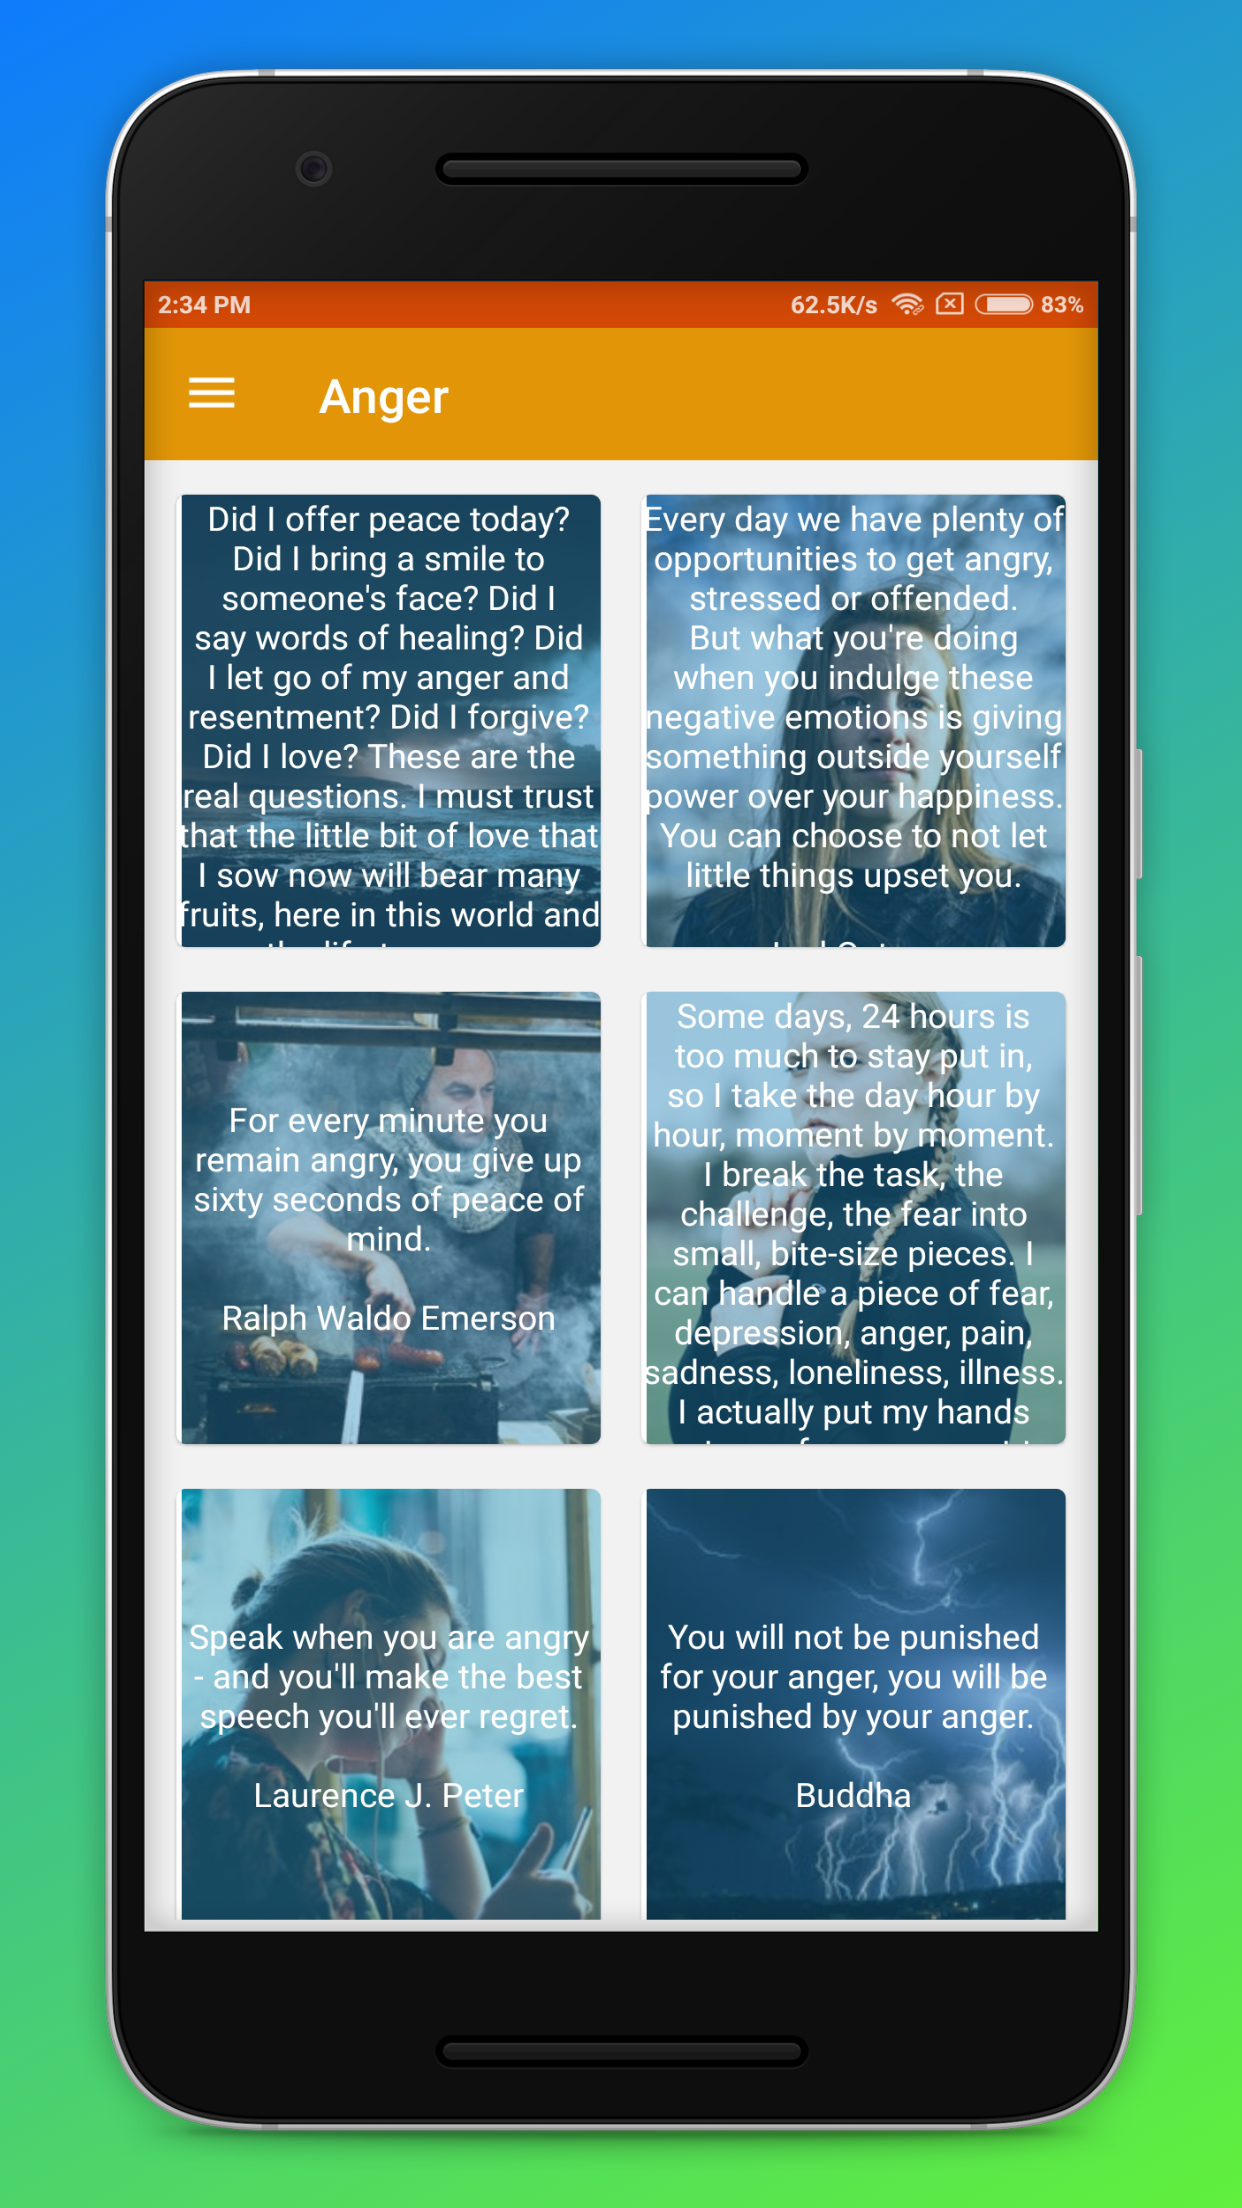 2:34 PM
62.5K/s
83%
Anger
Did I offer peace today?
Did I bring a smile to
someone's face? Did I
say words of healing? Did
I let go of my anger and
resentment? Did I forgive?
Did I love? These are the
real questions. I must trust
that the little bit of love that
I sow now will bear many
fruits, here in this world and
Every day we have plenty of
opportunities to get angry,
stressed or offended.
But what you're doing
when you indulge these
negative emotions is giving
something outside yourself
power over your happiness.
You can choose to not let
little things upset you.
For every minute you
remain angry, you give up
sixty seconds of peace of
mind.
Ralph Waldo Emerson
Some days, 24 hours is
too much to stay put in,
so I take the day hour by
hour, moment by moment.
I break the task, the
challenge, the fear into
small, bite-size pieces. I
can handle a piece of fear,
depression, anger, pain,
sadness, loneliness, illness.
I actually put my hands
Speak when you are angry
- and you'll make the best
speech you'll ever regret.
Laurence J. Peter
You will not be punished
for your anger, you will be
punished by your anger.
Buddha